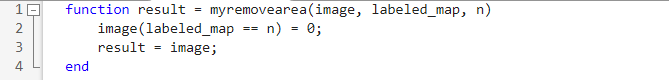 1 function result = myremovearea(image, labeled_map, n)
2 image(labeled_map == n) = 0;
3 result = image;
4 end